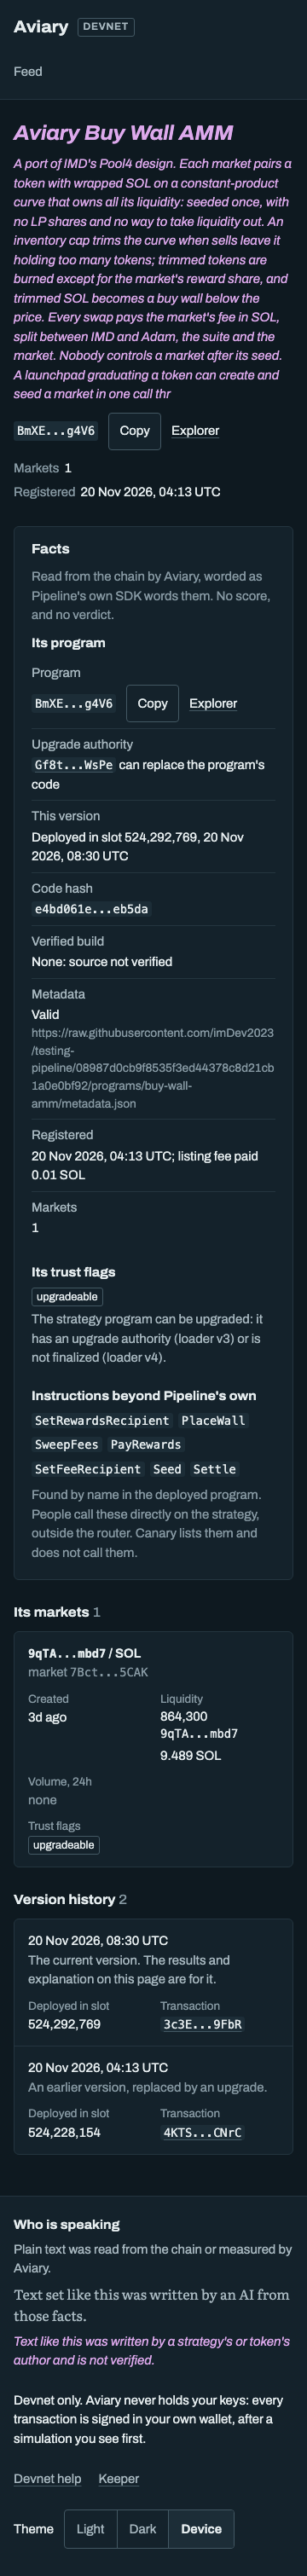 Aviary DEVNET
Feed
Aviary Buy Wall AMM
A port of IMD's Pool4 design. Each market pairs a
token with wrapped SOL on a constant-product
curve that owns all its liquidity: seeded once, with
no LP shares and no way to take liquidity out. An
inventory cap trims the curve when sells leave it
holding too many tokens; trimmed tokens are
burned except for the market's reward share, and
trimmed SOL becomes a buy wall below the
price. Every swap pays the market's fee in SOL,
split between IMD and Adam, the suite and the
market. Nobody controls a market after its seed.
A launchpad graduating a token can create and
seed a market in one call thr
BmXE...g4V6 Copy Explorer
Markets 1
Registered 20 Nov 2026, 04:13 UTC
Facts
Read from the chain by Aviary, worded as
Pipeline's own SDK words them. No score,
and no verdict.
Its program
Program
BmXE...g4V6 Copy Explorer
Upgrade authority
Gf8t...WsPe can replace the program's
code
This version
Deployed in slot 524,292,769, 20 Nov
2026, 08:30 UTC
Code hash
e4bd061e...eb5da
Verified build
None: source not verified
Metadata
Valid
https://raw.githubusercontent.com/imDev2023
/testing-
pipeline/08987d0cb9f8535f3ed44378c8d21cb
1a0e0bf92/programs/buy-wall-
amm/metadata.json
Registered
20 Nov 2026, 04:13 UTC; listing fee paid
0.01 SOL
Markets
1
Its trust flags
upgradeable
The strategy program can be upgraded: it
has an upgrade authority (loader v3) or is
not finalized (loader v4).
Instructions beyond Pipeline's own
SetRewardsRecipient PlaceWall
SweepFees PayRewards
SetFeeRecipient Seed Settle
Found by name in the deployed program.
People call these directly on the strategy,
outside the router. Canary lists them and
does not call them.
Its markets 1
9qTA...mbd7 / SOL
market 7Bct...5CAK
Created Liquidity
3d ago 864,300
9qTA...mbd7
9.489 SOL
Volume, 24h
none
Trust flags
upgradeable
Version history 2
20 Nov 2026, 08:30 UTC
The current version. The results and
explanation on this page are for it.
Deployed in slot Transaction
524,292,769 3c3E...9FbR
20 Nov 2026, 04:13 UTC
An earlier version, replaced by an upgrade.
Deployed in slot Transaction
524,228,154 4KTS...CNrC
Who is speaking
Plain text was read from the chain or measured by
Aviary.
Text set like this was written by an AI from
those facts.
Text like this was written by a strategy's or token's
author and is not verified.
Devnet only. Aviary never holds your keys: every
transaction is signed in your own wallet, after a
simulation you see first.
Devnet help Keeper
Theme Light Dark Device